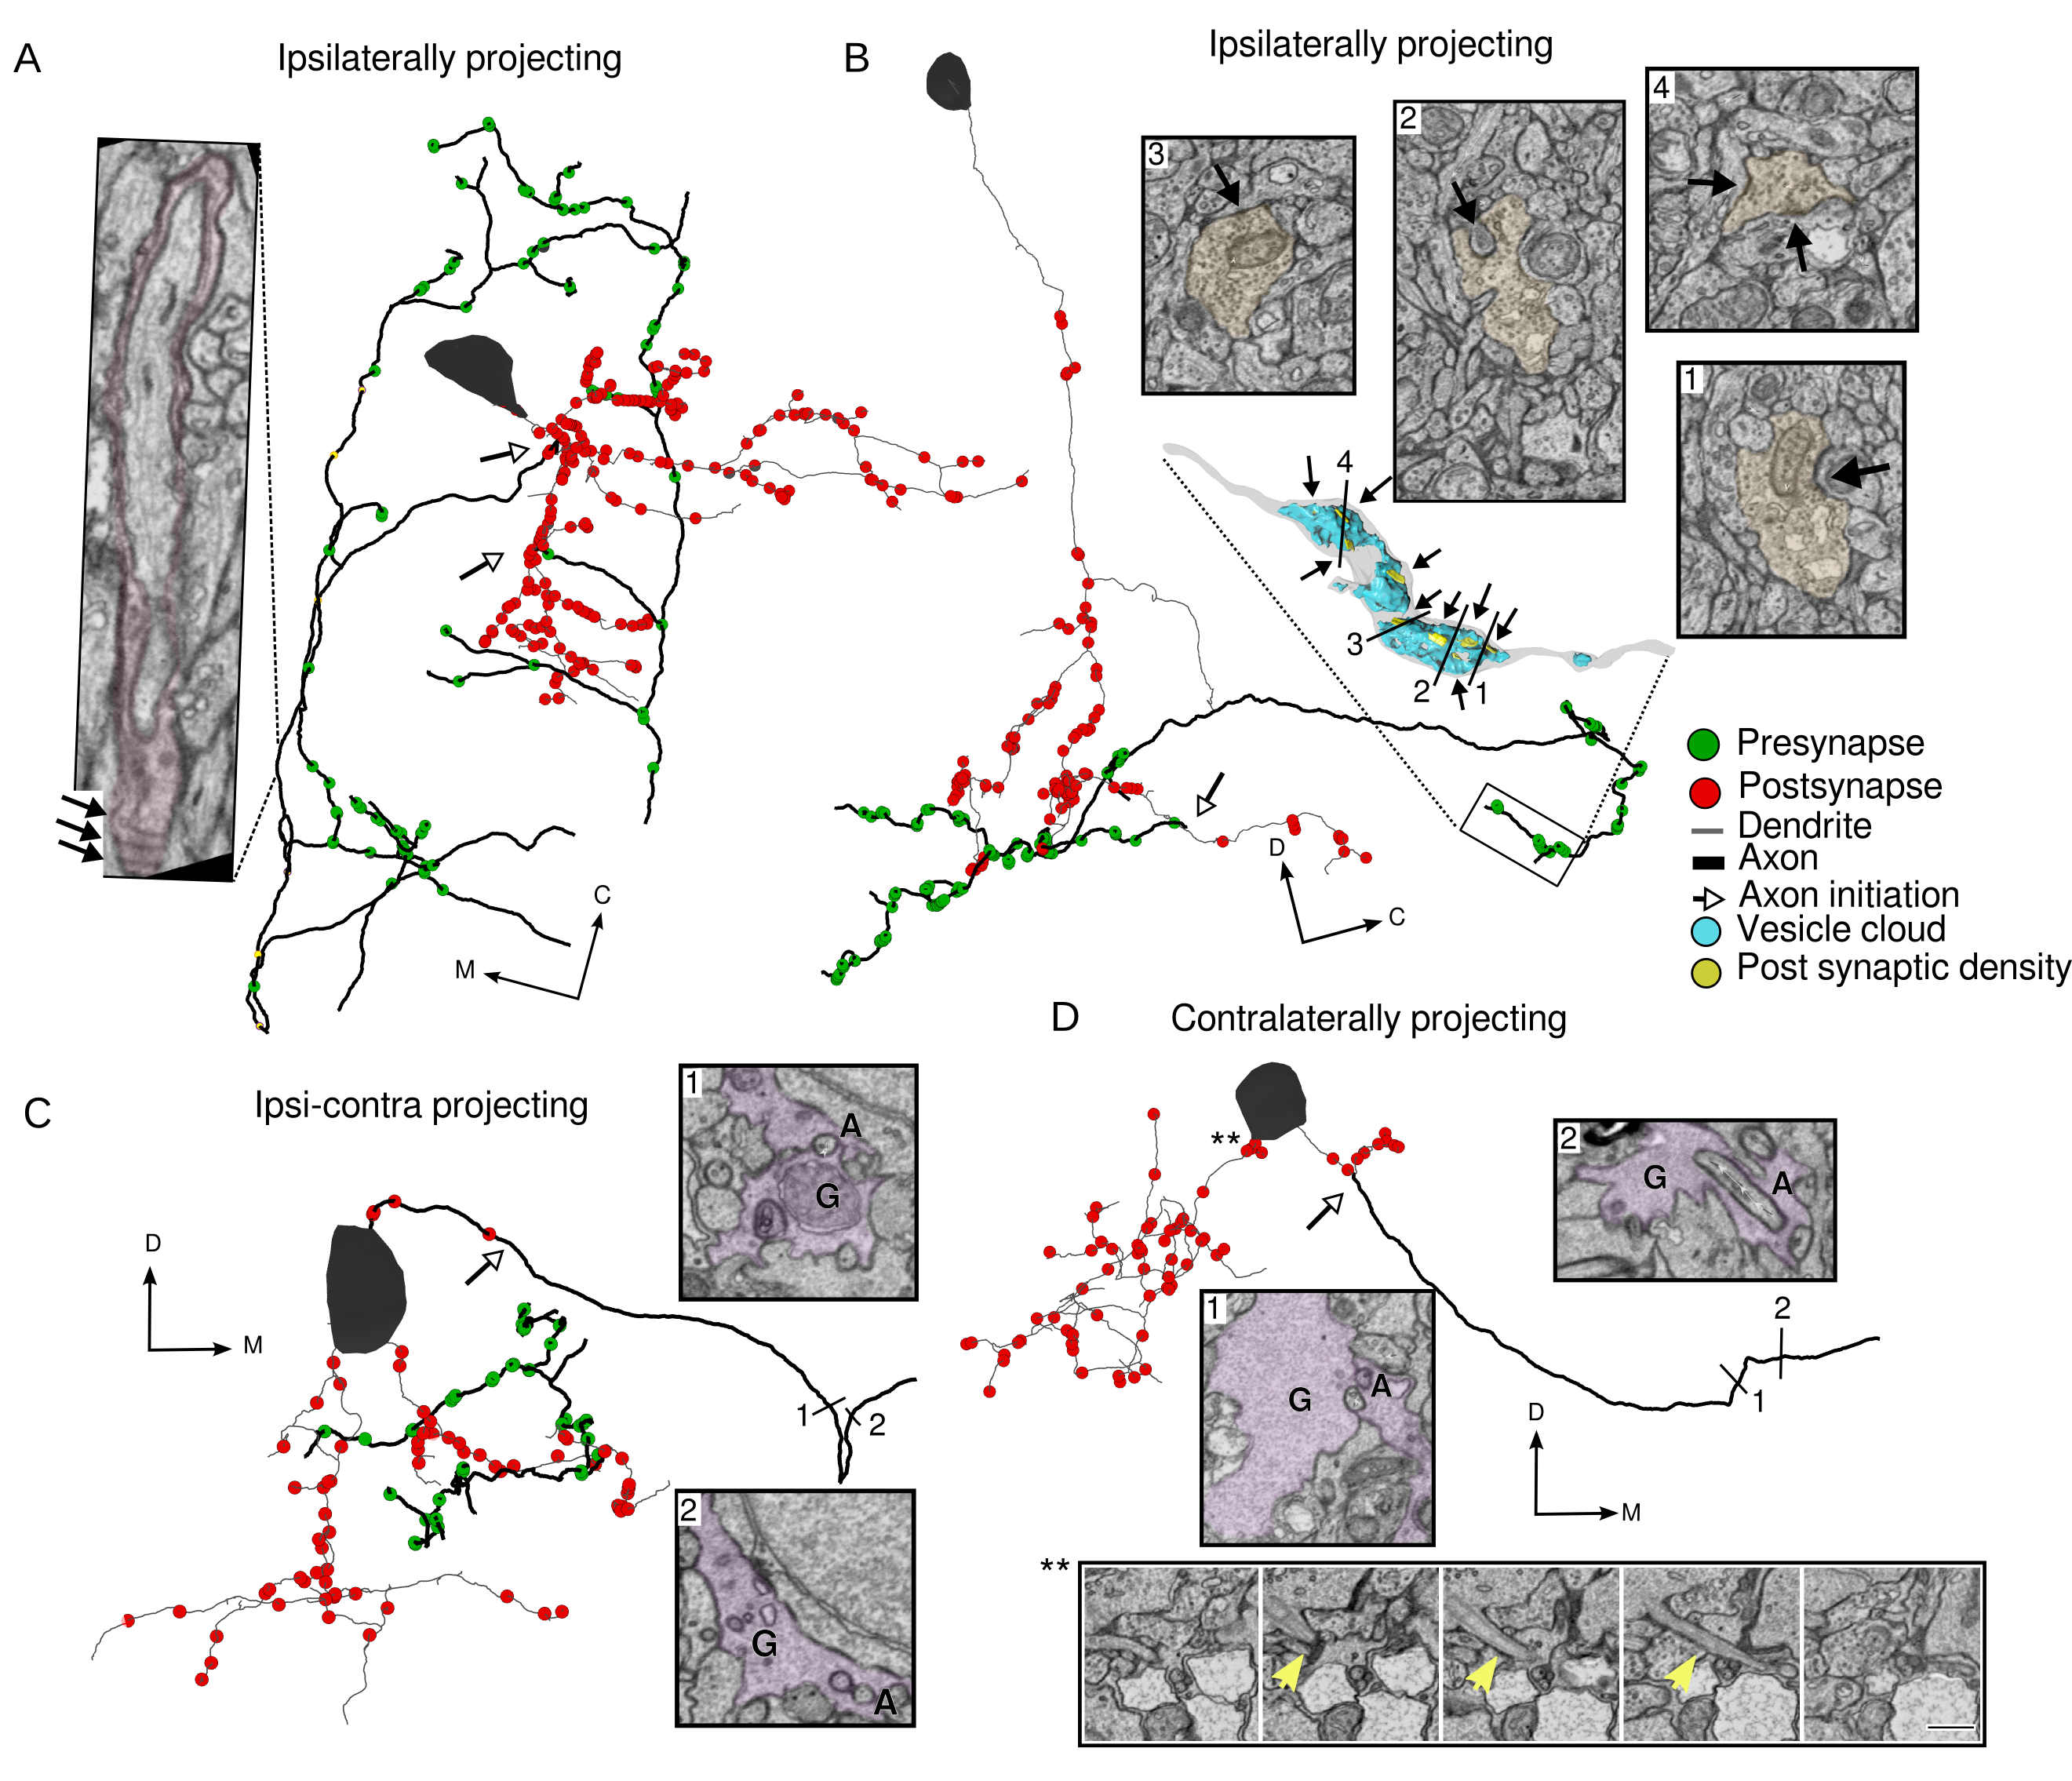 A
Ipsilaterally projecting
C
M
B
Ipsilaterally projecting
3
2
4
1
4
3
2
1
D
C
Presynapse
Postsynapse
Dendrite
Axon
Axon initiation
Vesicle cloud
Post synaptic density
C
Ipsi-contra projecting
D
M
1
A
G
1
2
2
G
A
D
Contralaterally projecting
**
2
G
A
1
G
A
2
1
D
M
**